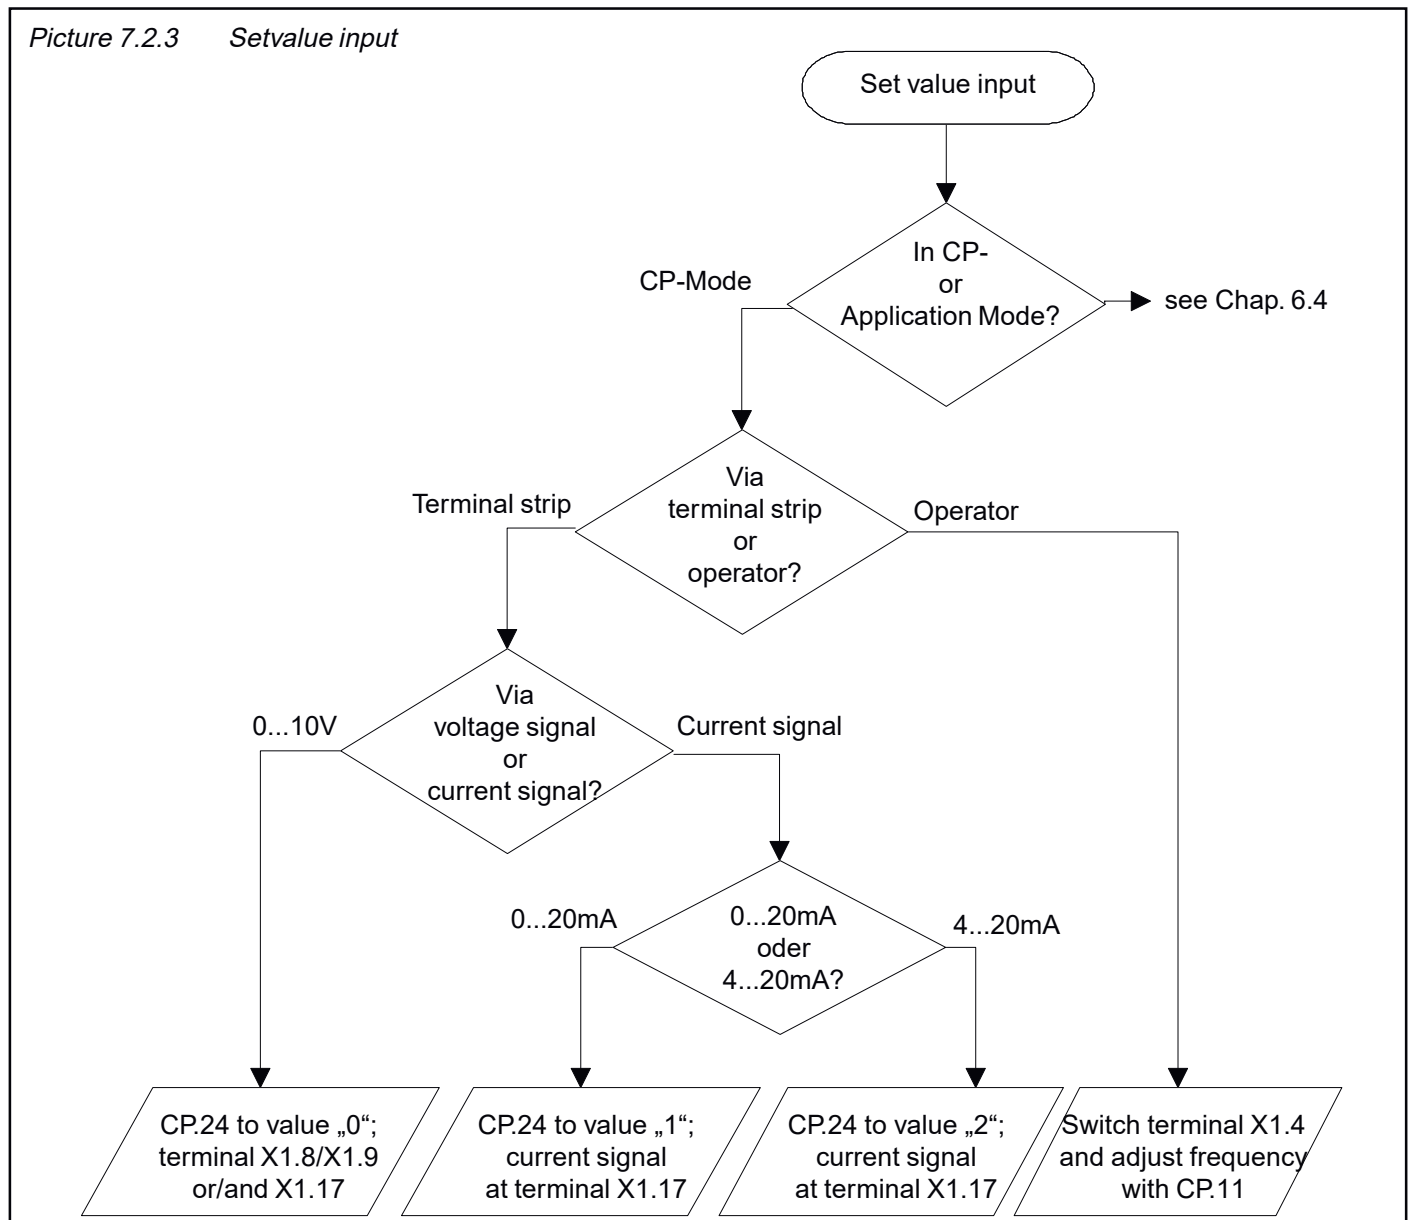 Picture 7.2.3 Setvalue input
Set value input
In CP-
or
Application Mode?
CP-Mode
see Chap. 6.4
Via
terminal strip
or
operator?
Terminal strip
Operator
Via
voltage signal
or
current signal?
0...10V
Current signal
0...20mA
oder
4...20mA?
0...20mA
4...20mA
CP.24 to value „0“;
terminal X1.8/X1.9
or/and X1.17
CP.24 to value „1“;
current signal
at terminal X1.17
CP.24 to value „2“;
current signal
at terminal X1.17
Switch terminal X1.4
and adjust frequency
with CP.11